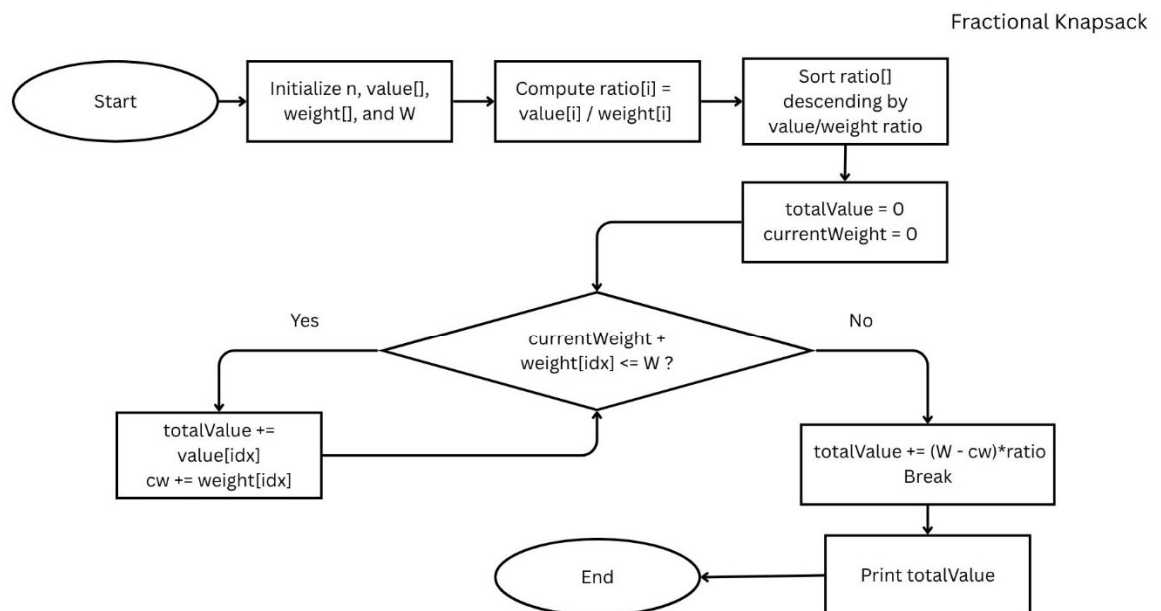 Fractional Knapsack
Start
Initialize n, value[],
weight[], and W
Compute ratio[i] =
value[i] / weight[i]
Sort ratio[]
descending by
value/weight ratio
totalValue = 0
currentWeight = 0
currentWeight +
weight[idx] <= W ?
Yes
No
totalValue +=
value[idx]
cw += weight[idx]
totalValue += (W - cw)*ratio
Break
Print totalValue
End